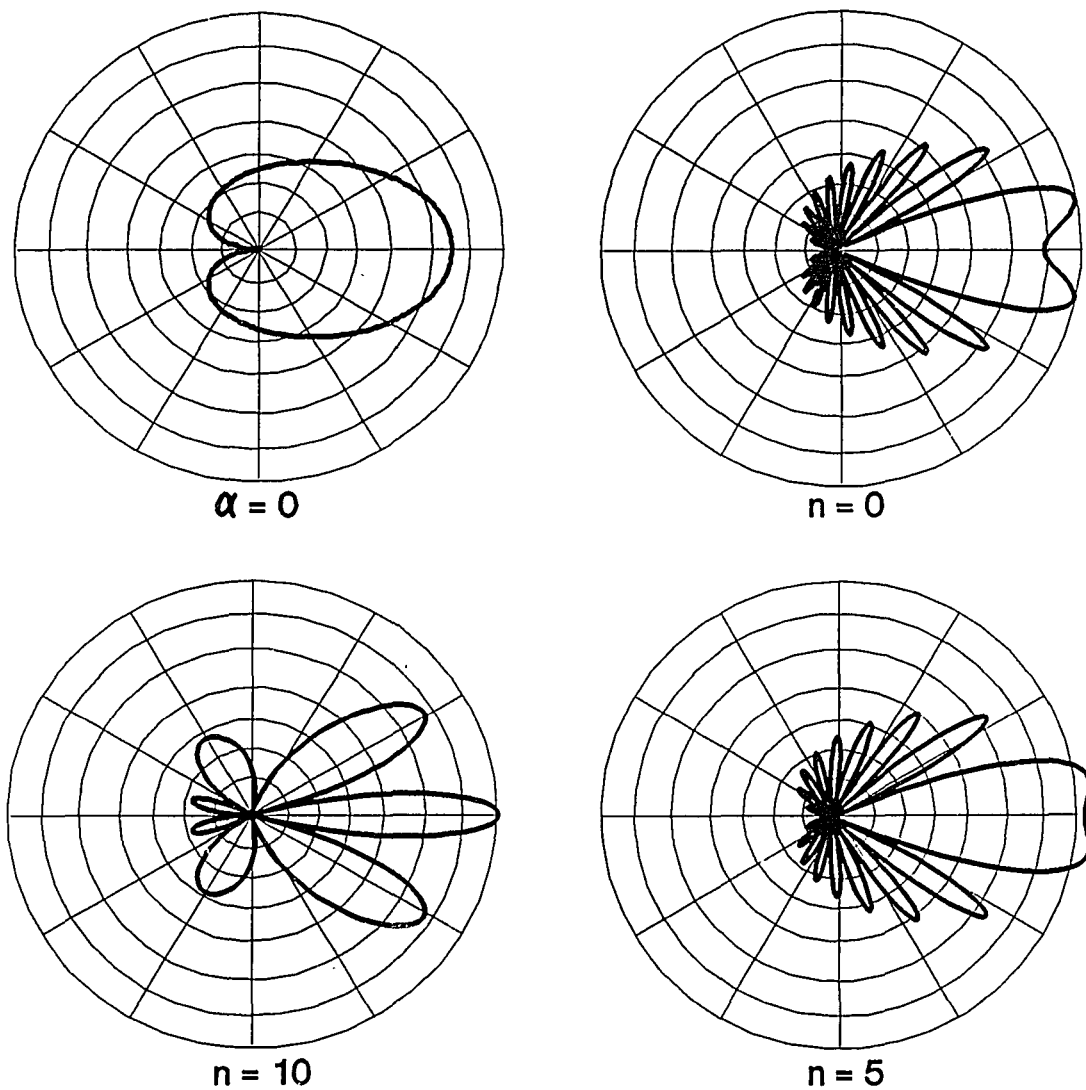 α = 0
n = 0
n = 10
n = 5